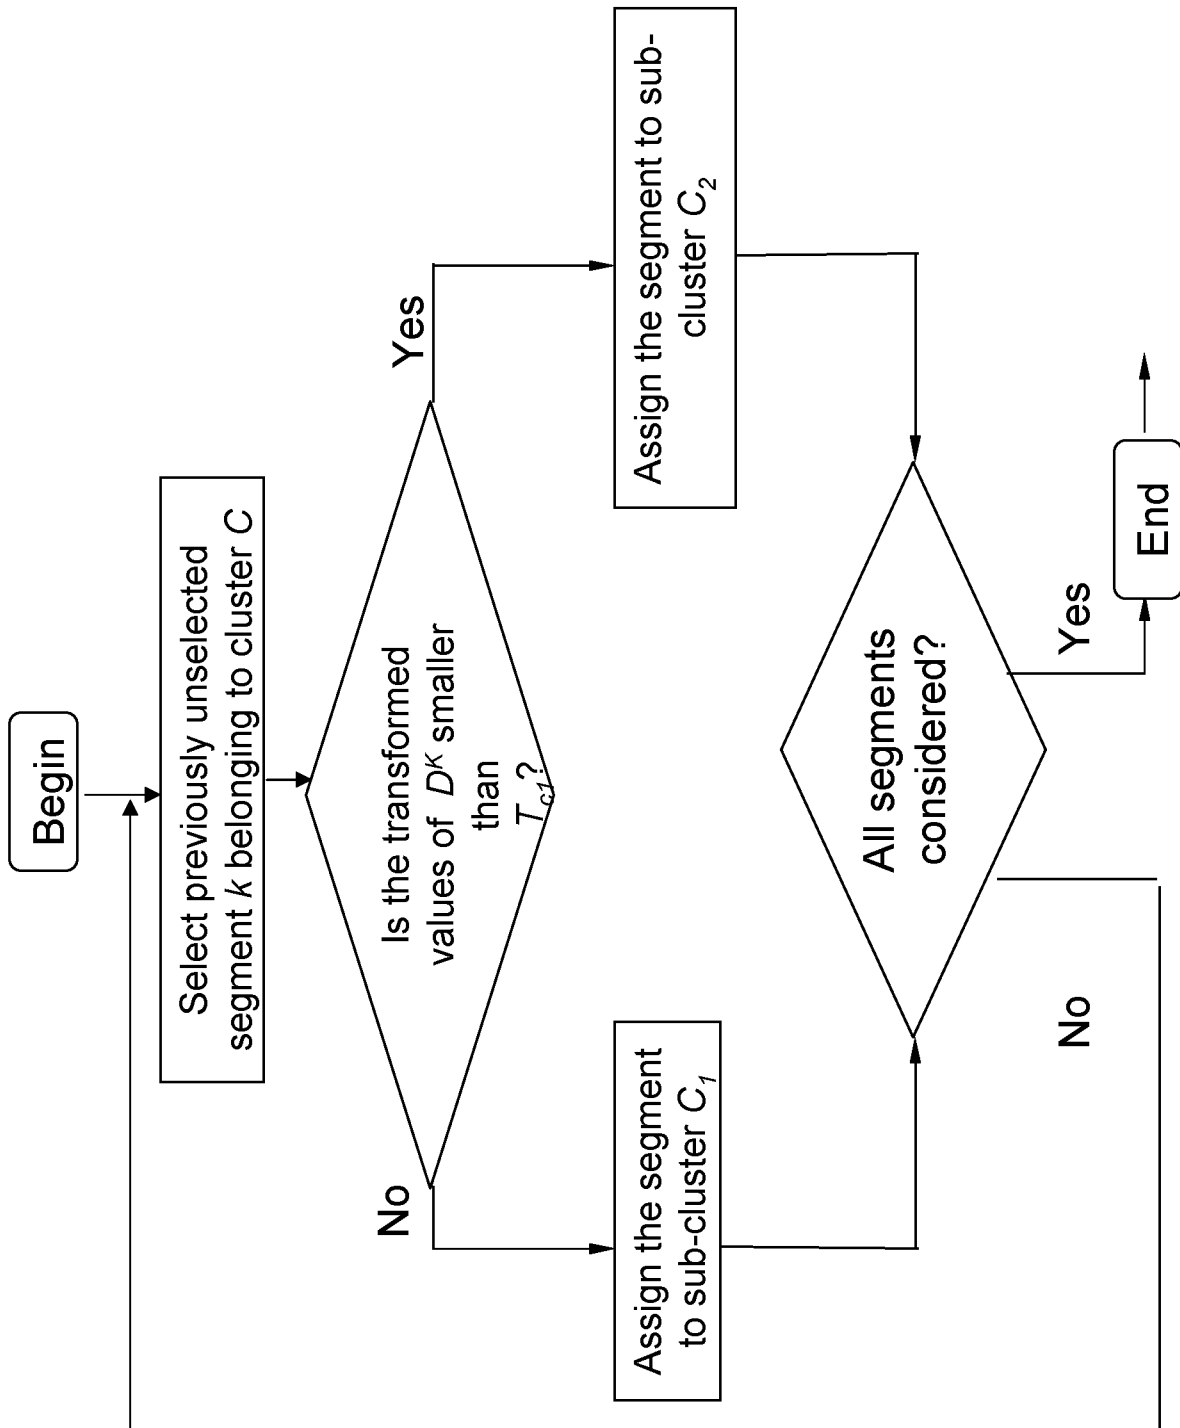 Begin
Select previously unselected
segment k belonging to cluster C
Is the transformed
values of D^K smaller
than
T_c1?
No
Yes
Assign the segment
to sub-cluster C_1
Assign the segment to sub-
cluster C_2
All segments
considered?
No
Yes
End